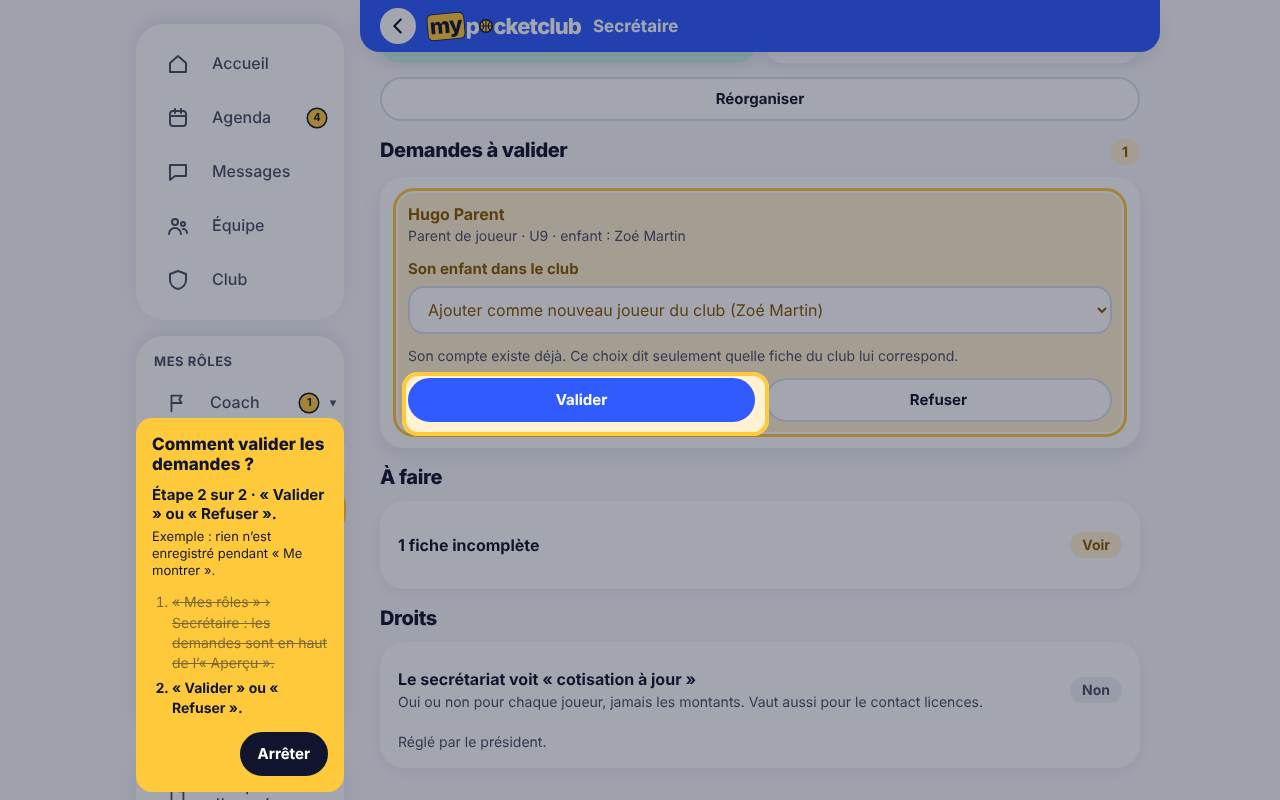 Accueil
Agenda 4
Messages
Équipe
Club
MES RÔLES
Coach 1 ▾
Comment valider les
demandes ?
Étape 2 sur 2 · « Valider
» ou « Refuser ».
Exemple : rien n’est
enregistré pendant « Me
montrer ».
1. « Mes rôles » ›
Secrétaire : les
demandes sont en haut
de l’« Aperçu ».
2. « Valider » ou «
Refuser ».
Arrêter
mypocketclub Secrétaire
Réorganiser
Demandes à valider 1
Hugo Parent
Parent de joueur · U9 · enfant : Zoé Martin
Son enfant dans le club
Ajouter comme nouveau joueur du club (Zoé Martin)
Son compte existe déjà. Ce choix dit seulement quelle fiche du club lui correspond.
Valider Refuser
À faire
1 fiche incomplète Voir
Droits
Le secrétariat voit « cotisation à jour » Non
Oui ou non pour chaque joueur, jamais les montants. Vaut aussi pour le contact licences.
Réglé par le président.